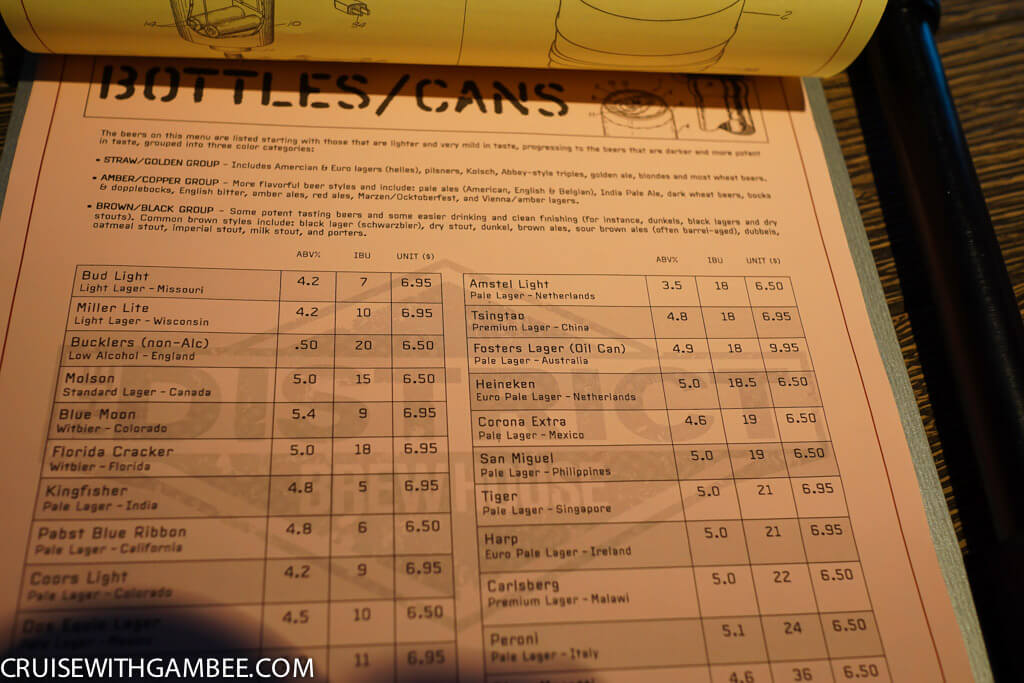 14
10
34
2
BOTTLES/CANS
The beers on this menu are listed starting with those that are lighter and very mild in taste, progressing to the beers that are darker and more potent
in taste, grouped into three color categories:
• STRAW/GOLDEN GROUP - Includes Amercian & Euro lagers (helles), pilsners, Kolsch, Abbey-style triples, golden ale, blondes and most wheat beers.
• AMBER/COPPER GROUP - More flavorful beer styles and include: pale ales (American, English & Belgian), India Pale Ale, dark wheat beers, bocks
& dopplebocks, English bitter, amber ales, red ales, Marzen/Ocktoberfest, and Vienna/amber lagers.
• BROWN/BLACK GROUP - Some potent tasting beers and some easier drinking and clean finishing (for instance, dunkels, black lagers and dry
stouts). Common brown styles include: black lager (schwarzbier), dry stout, dunkel, brown ales, sour brown ales (often barrel-aged), dubbels,
oatmeal stout, imperial stout, milk stout, and porters.
ABV% IBU UNIT ($)
Bud Light 4.2 7 6.95
Light Lager - Missouri
Miller Lite 4.2 10 6.95
Light Lager - Wisconsin
Bucklers (non-Alc) .50 20 6.50
Low Alcohol - England
Molson 5.0 15 6.50
Standard Lager - Canada
Blue Moon 5.4 9 6.95
Witbier - Colorado
Florida Cracker 5.0 18 6.95
Witbier - Florida
Kingfisher 4.8 5 6.95
Pale Lager - India
Pabst Blue Ribbon 4.8 6 6.50
Pale Lager - California
Coors Light 4.2 9 6.95
Pale Lager - Colorado
Dos Equis Lager 4.5 10 6.50
Pale Lager - Mexico
11 6.95
ABV% IBU UNIT ($)
Amstel Light 3.5 18 6.50
Pale Lager - Netherlands
Tsingtao 4.8 18 6.95
Premium Lager - China
Fosters Lager (Oil Can) 4.9 18 9.95
Pale Lager - Australia
Heineken 5.0 18.5 6.50
Euro Pale Lager - Netherlands
Corona Extra 4.6 19 6.50
Pale Lager - Mexico
San Miguel 5.0 19 6.50
Pale Lager - Philippines
Tiger 5.0 21 6.95
Pale Lager - Singapore
Harp 5.0 21 6.95
Euro Pale Lager - Ireland
Carlsberg 5.0 22 6.50
Premium Lager - Malawi
Peroni 5.1 24 6.50
Pale Lager - Italy
4.6 36 6.50
DISTRICT
BREW HOUSE
CRUISEWITHGAMBEE.COM